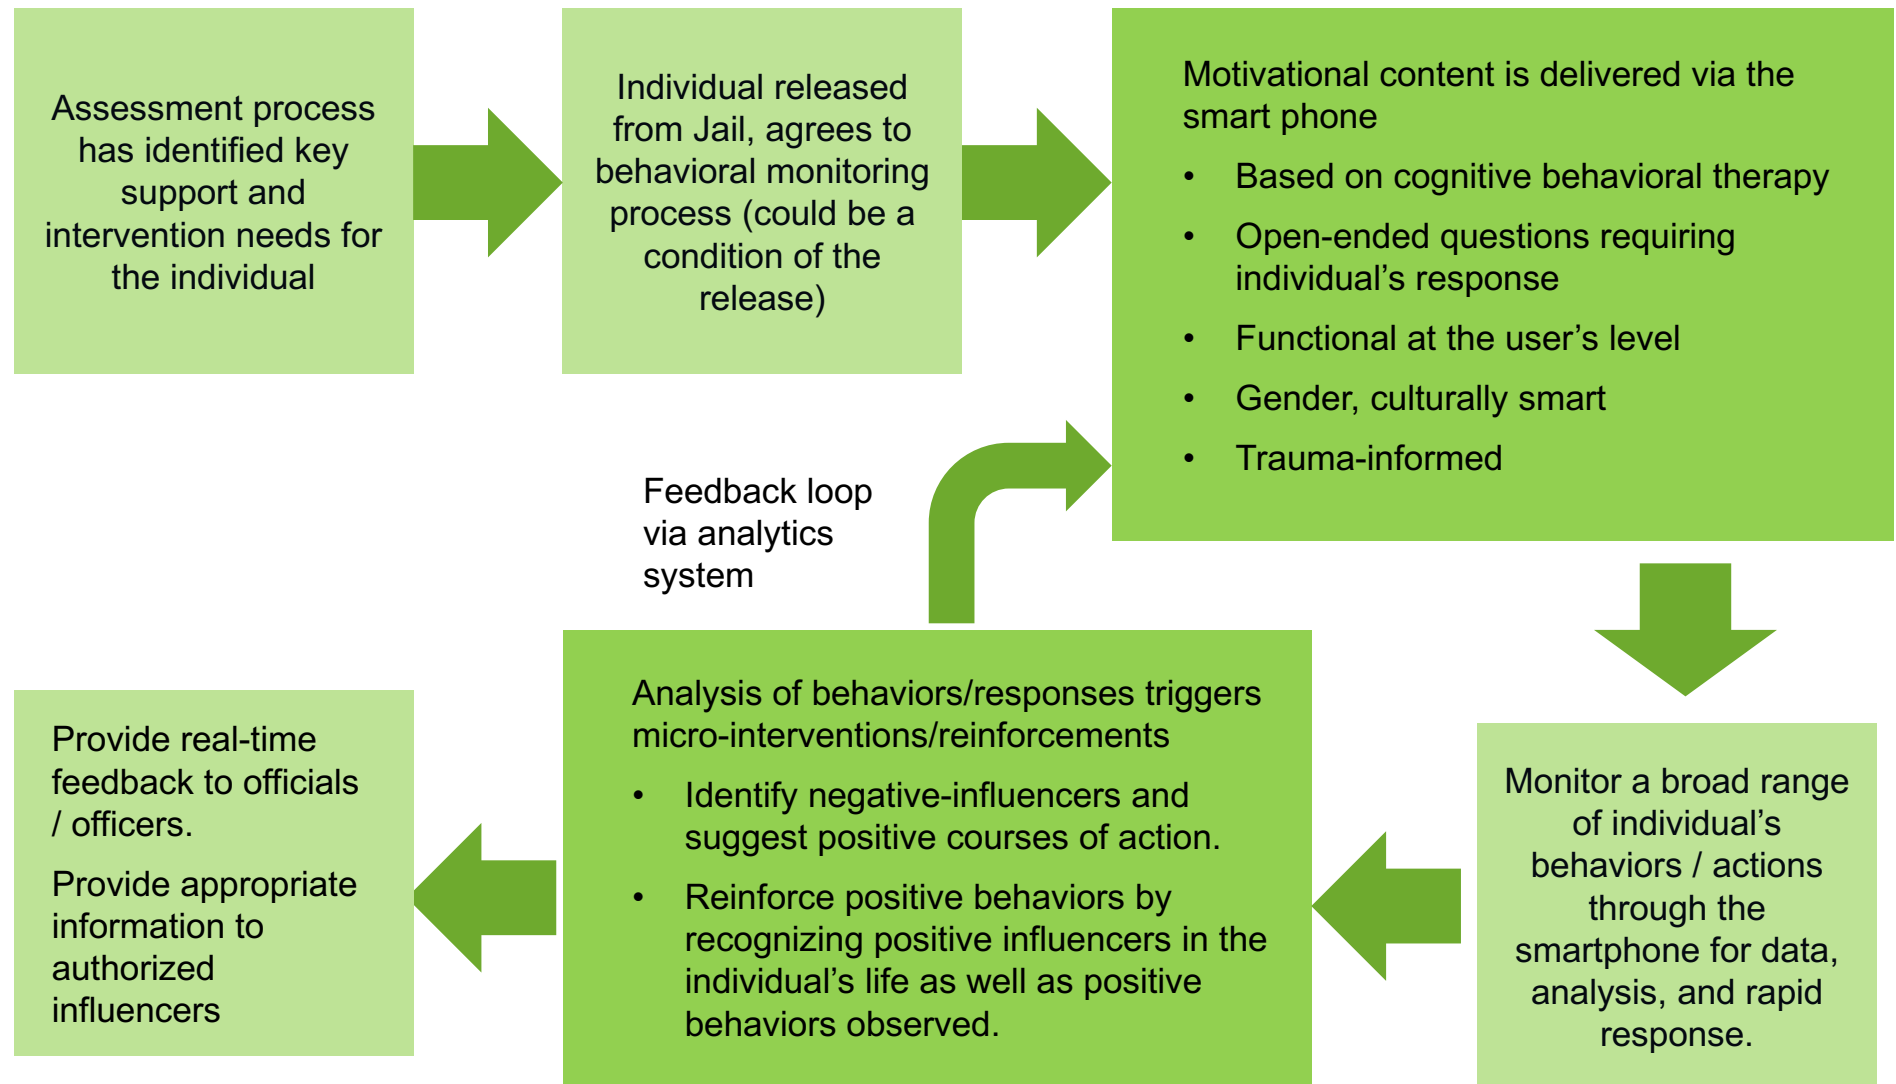 Assessment process
has identified key
support and
intervention needs for
the individual
Individual released
from Jail, agrees to
behavioral monitoring
process (could be a
condition of the
release)
Motivational content is delivered via the
smart phone
• Based on cognitive behavioral therapy
• Open-ended questions requiring
individual’s response
• Functional at the user’s level
• Gender, culturally smart
• Trauma-informed
Feedback loop
via analytics
system
Monitor a broad range
of individual’s
behaviors / actions
through the
smartphone for data,
analysis, and rapid
response.
Analysis of behaviors/responses triggers
micro-interventions/reinforcements
• Identify negative-influencers and
suggest positive courses of action.
• Reinforce positive behaviors by
recognizing positive influencers in the
individual’s life as well as positive
behaviors observed.
Provide real-time
feedback to officials
/ officers.
Provide appropriate
information to
authorized
influencers